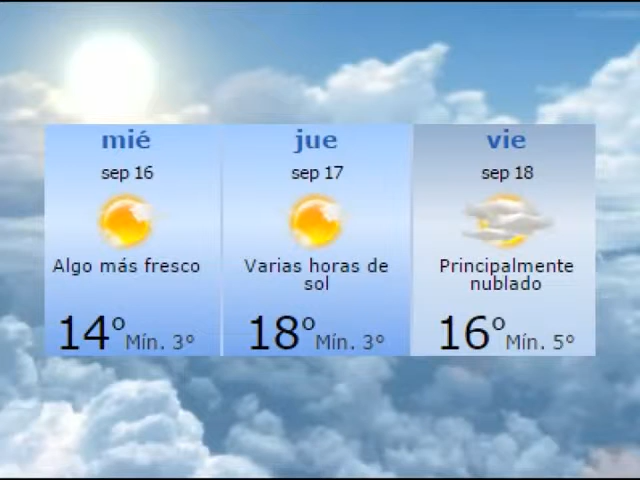 mié
sep 16
Algo más fresco
14° Mín. 3°
jue
sep 17
Varias horas de
sol
18° Mín. 3°
vie
sep 18
Principalmente
nublado
16° Mín. 5°